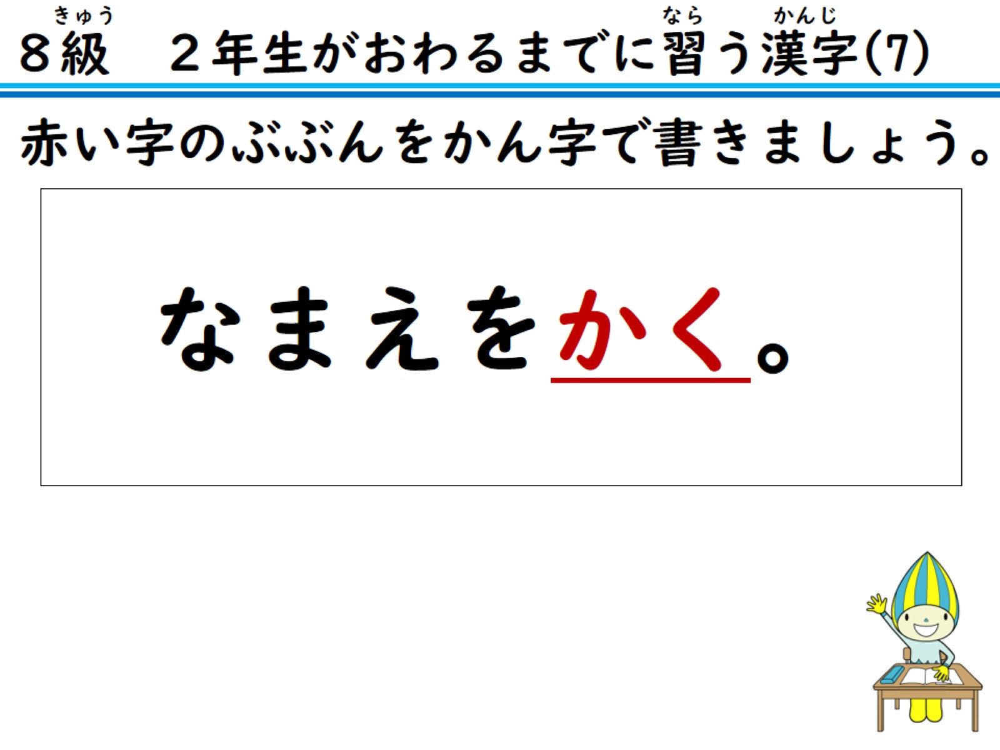 きゅう なら かんじ
８級　２年生がおわるまでに習う漢字(7)
赤い字のぶぶんをかん字で書きましょう。
なまえをかく。